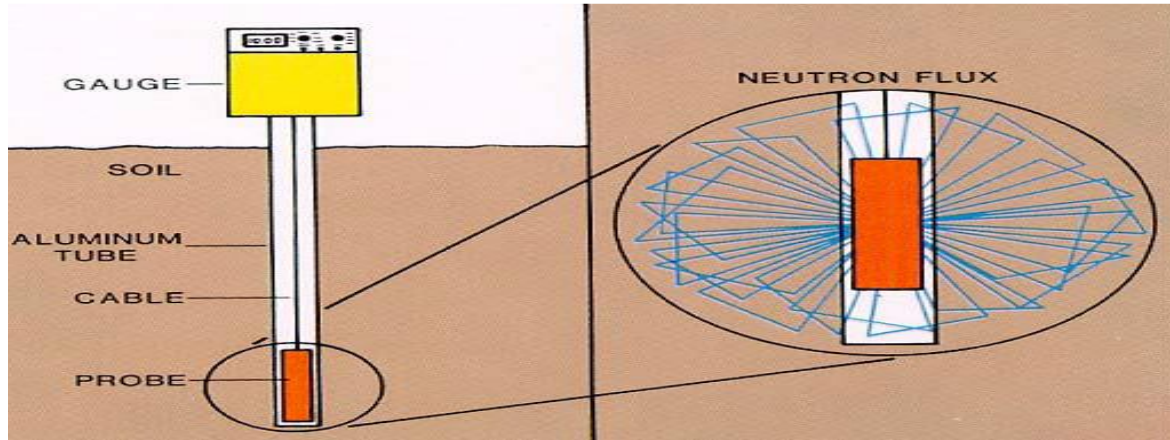 GAUGE
SOIL
ALUMINUM
TUBE
CABLE
PROBE
NEUTRON FLUX